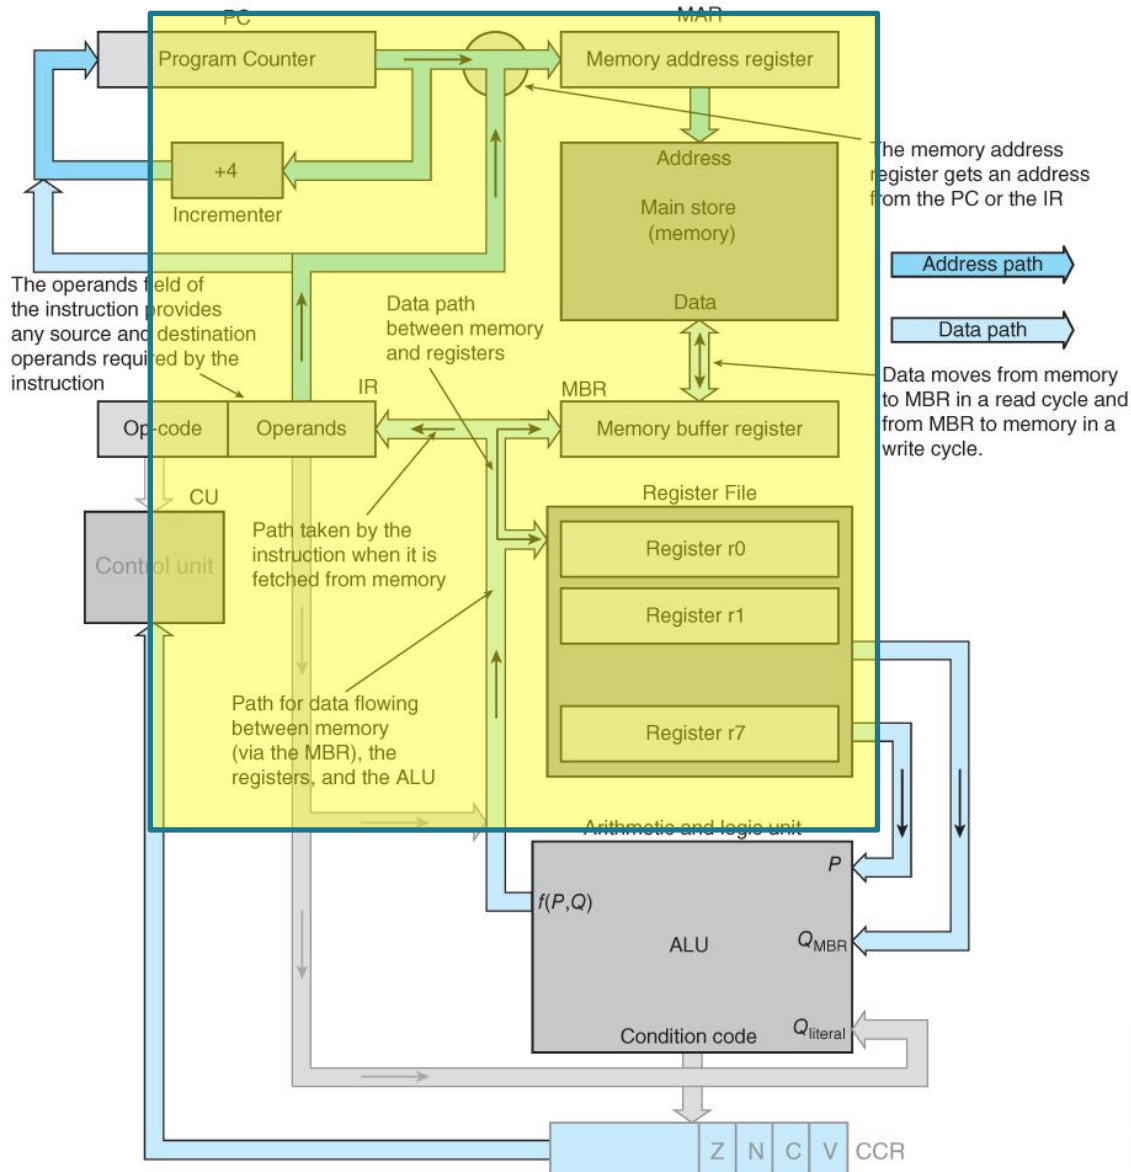 PC
MAR
Program Counter
Memory address register
+4
Incrementer
Address
Main store
(memory)
Data
The memory address
register gets an address
from the PC or the IR
Address path
Data path
The operands field of
the instruction provides
any source and destination
operands required by the
instruction
Data path
between memory
and registers
Data moves from memory
to MBR in a read cycle and
from MBR to memory in a
write cycle.
IR
MBR
Op-code
Operands
Memory buffer register
CU
Control unit
Path taken by the
instruction when it is
fetched from memory
Register File
Register r0
Register r1
Register r7
Path for data flowing
between memory
(via the MBR), the
registers, and the ALU
Arithmetic and logic unit
P
f(P,Q)
ALU
QMBR
Qliteral
Condition code
Z N C V CCR